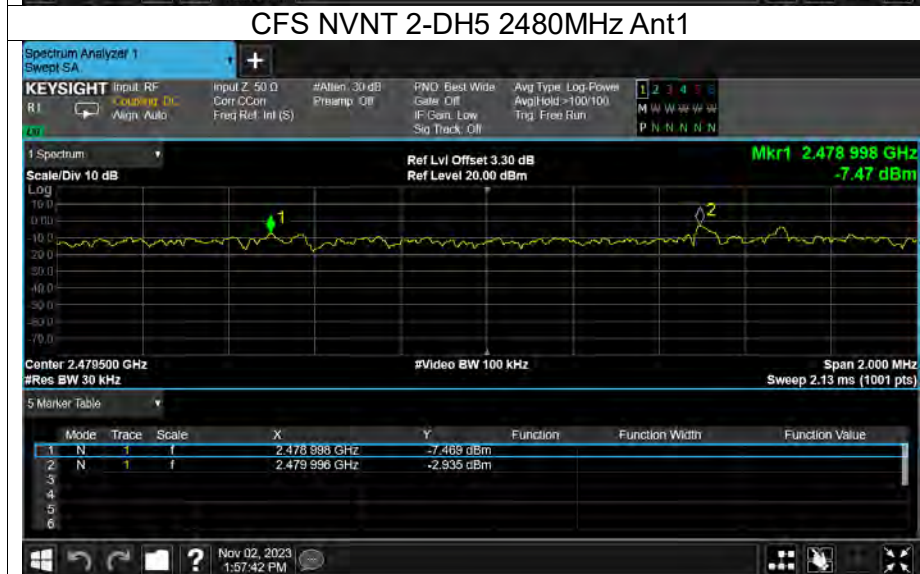 CFS NVNT 2-DH5 2480MHz Ant1
Spectrum Analyzer 1
Swept SA
+
KEYSIGHT Input: RF Input Z: 50 Ω #Atten: 30 dB PNO: Best Wide Avg Type: Log-Power 1 2 3 4 5 6
Coupling: DC Corr CCorr Preamp: Off Gate: Off Avg|Hold:>100/100 M W W W W W
Align: Auto Freq Ref: Int (S) IF Gain: Low Trig: Free Run
Sig Track: Off P N N N N N
1 Spectrum Ref Lvl Offset 3.30 dB Mkr1 2.478 998 GHz
Scale/Div 10 dB Ref Level 20.00 dBm -7.47 dBm
Log
10.0
0.00
-10.0
-20.0
-30.0
-40.0
-50.0
-60.0
-70.0
1
2
Center 2.479500 GHz #Video BW 100 kHz Span 2.000 MHz
#Res BW 30 kHz Sweep 2.13 ms (1001 pts)
5 Marker Table
Mode Trace Scale X Y Function Function Width Function Value
1 N 1 f 2.478 998 GHz -7.469 dBm
2 N 1 f 2.479 996 GHz -2.935 dBm
3
4
5
6
? Nov 02, 2023
1:57:42 PM